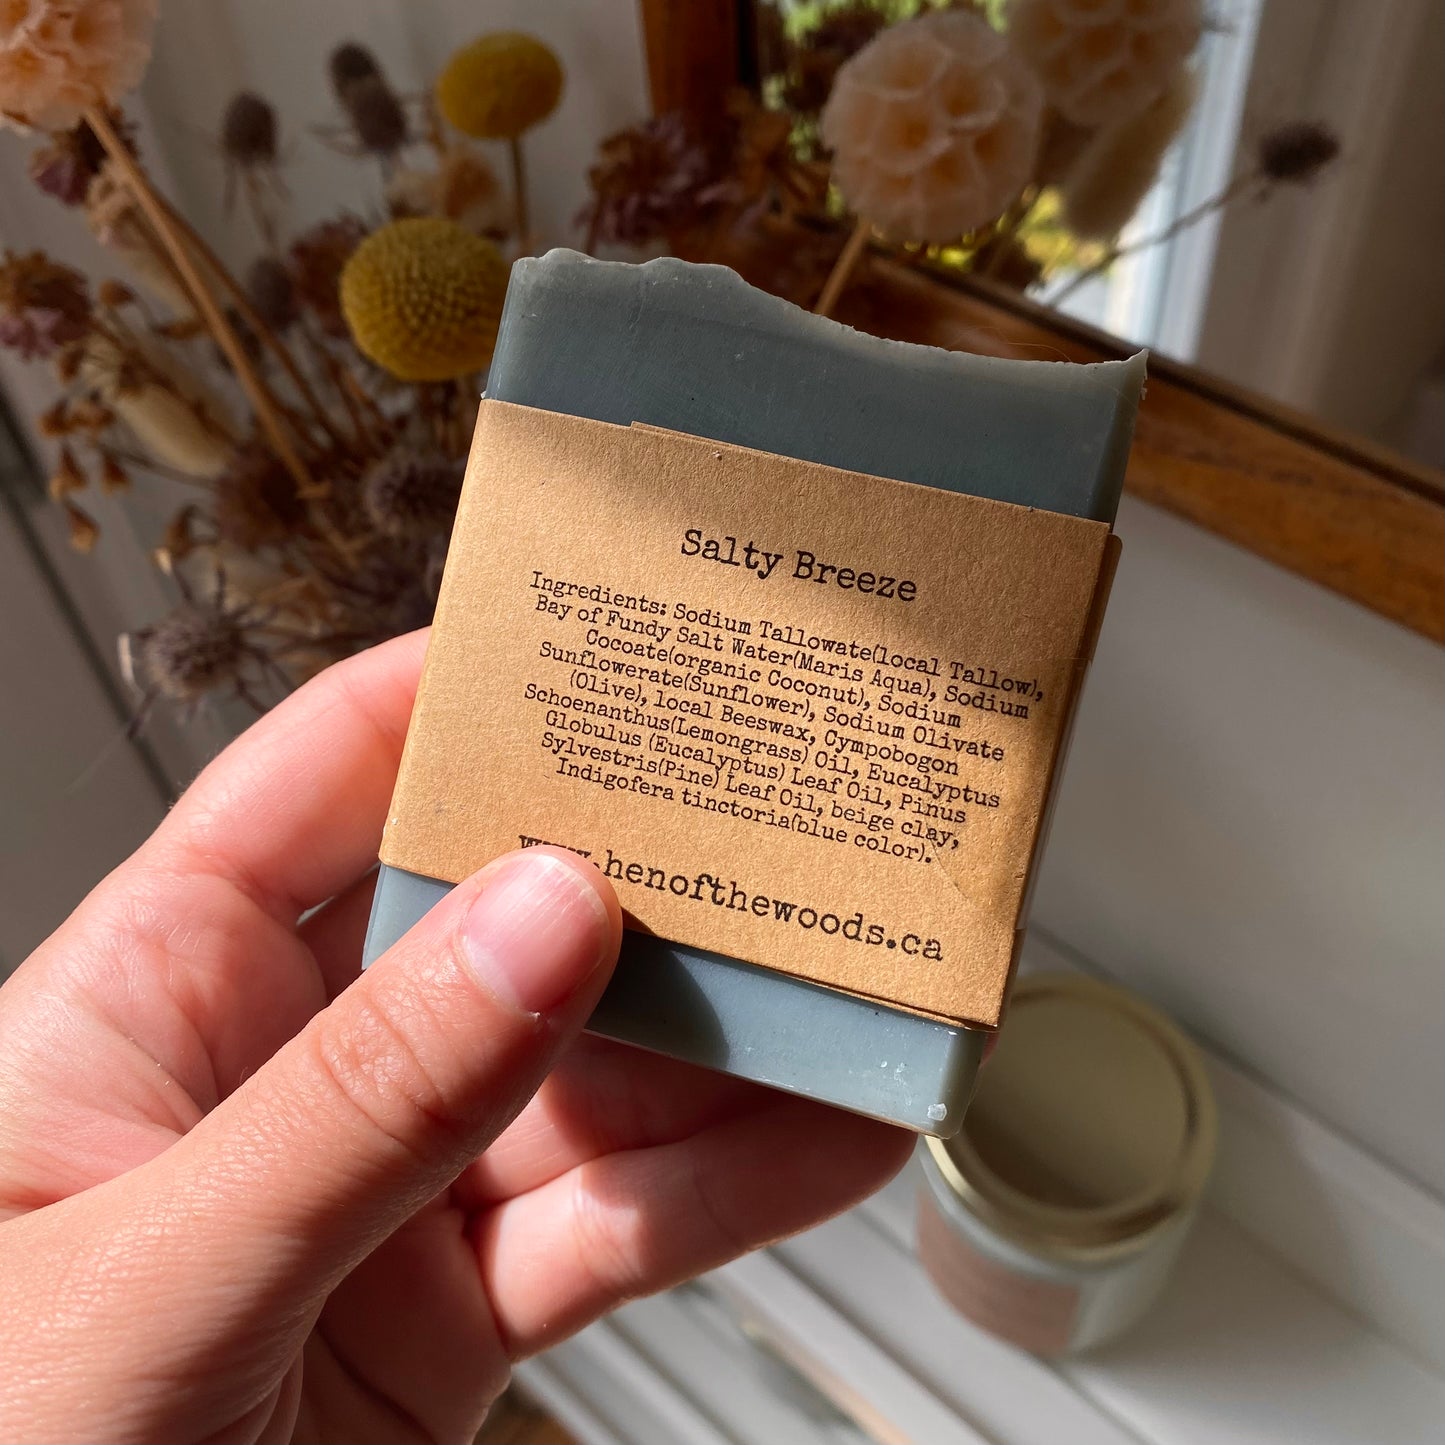 Salty Breeze
Ingredients: Sodium Tallowate(local Tallow),
Bay of Fundy Salt Water(Maris Aqua), Sodium
Cocoate(organic Coconut), Sodium
Sunflowerate(Sunflower), Sodium Olivate
(Olive), local Beeswax, Cympobogon
Schoenanthus(Lemongrass) Oil, Eucalyptus
Globulus (Eucalyptus) Leaf Oil, Pinus
Sylvestris(Pine) Leaf Oil, beige clay,
Indigofera tinctoria(blue color).
www.henofthewoods.ca